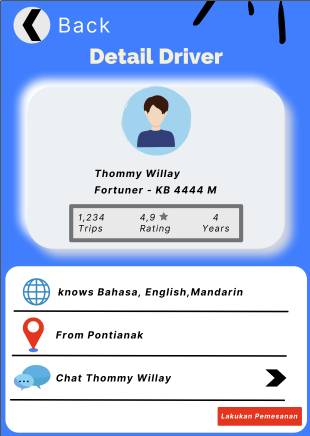 Back
Detail Driver
Thommy Willay
Fortuner - KB 4444 M
1,234 4,9 4
Trips Rating Years
knows Bahasa, English,Mandarin
From Pontianak
Chat Thommy Willay
Lakukan Pemesanan